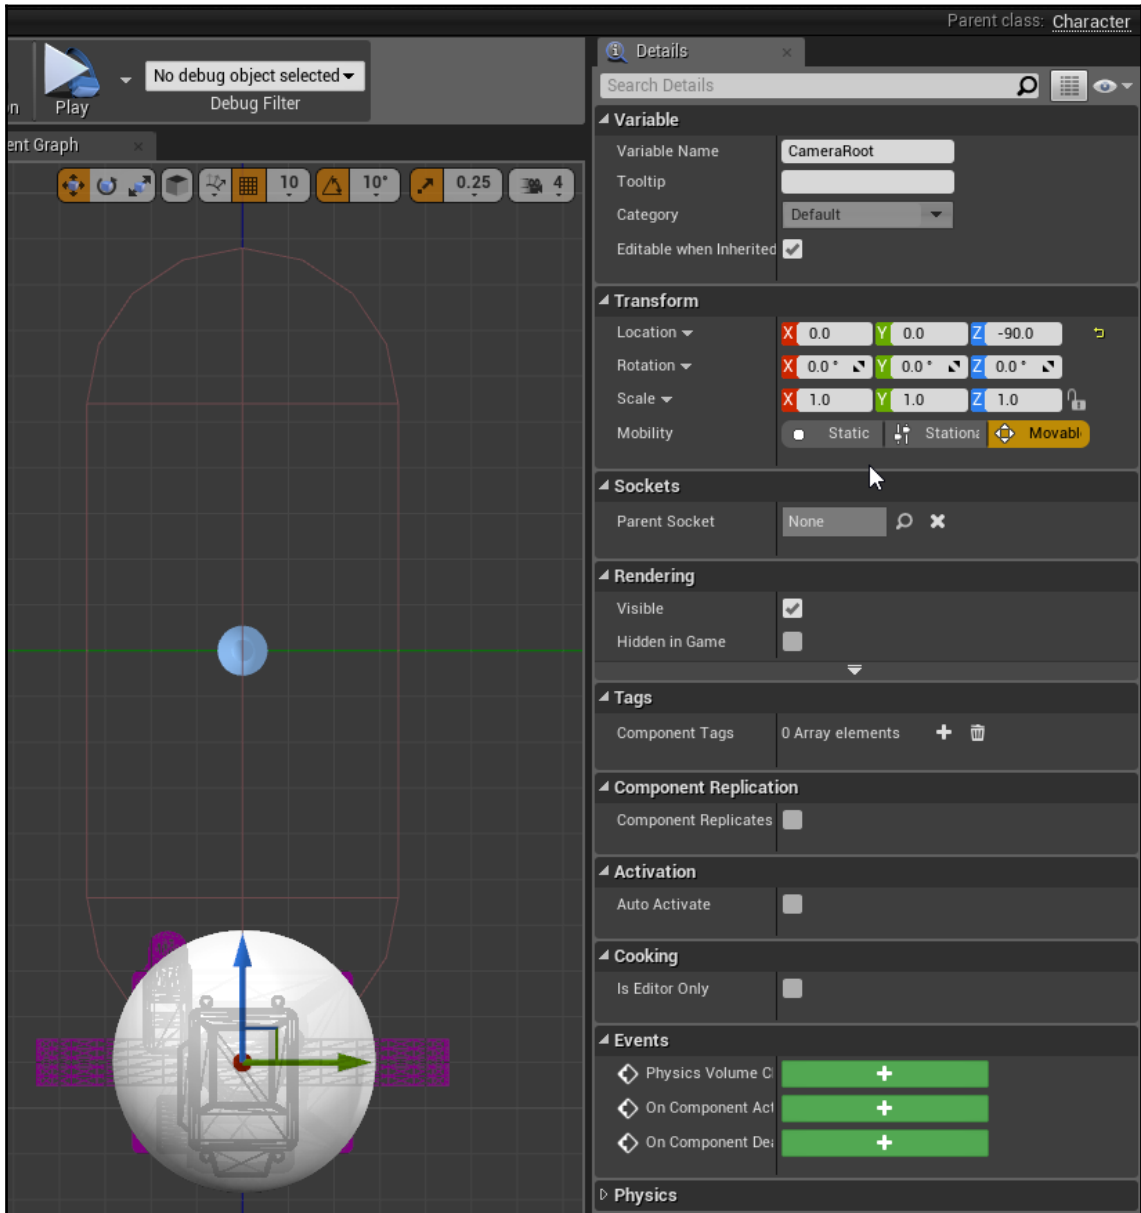 Parent class: Character
n Play
No debug object selected
Debug Filter
ent Graph
10 10° 0.25 4
Details
Search Details
Variable
Variable Name CameraRoot
Tooltip
Category Default
Editable when Inherited
Transform
Location X 0.0 Y 0.0 Z -90.0
Rotation X 0.0° Y 0.0° Z 0.0°
Scale X 1.0 Y 1.0 Z 1.0
Mobility Static Stationa Movabl
Sockets
Parent Socket None
Rendering
Visible
Hidden in Game
Tags
Component Tags 0 Array elements
Component Replication
Component Replicates
Activation
Auto Activate
Cooking
Is Editor Only
Events
Physics Volume C
On Component Act
On Component Dea
Physics